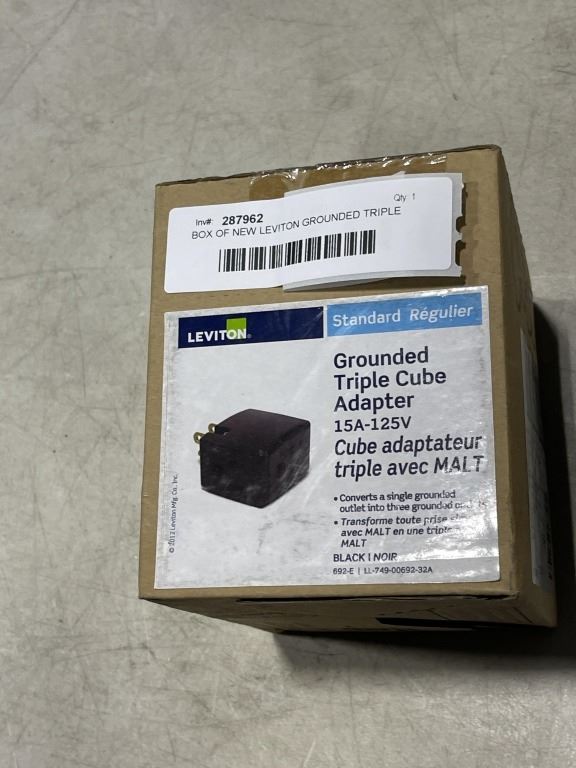 Inv#: 287962
Qty: 1
BOX OF NEW LEVITON GROUNDED TRIPLE
LEVITON®
Standard Régulier
Grounded
Triple Cube
Adapter
15A-125V
Cube adaptateur
triple avec MALT
• Converts a single grounded
outlet into three grounded
• Transforme toute prise
avec MALT en une
MALT
BLACK | NOIR
692-E | LL-749-00692-32A
© 2012 Leviton Mfg. Co., Inc.